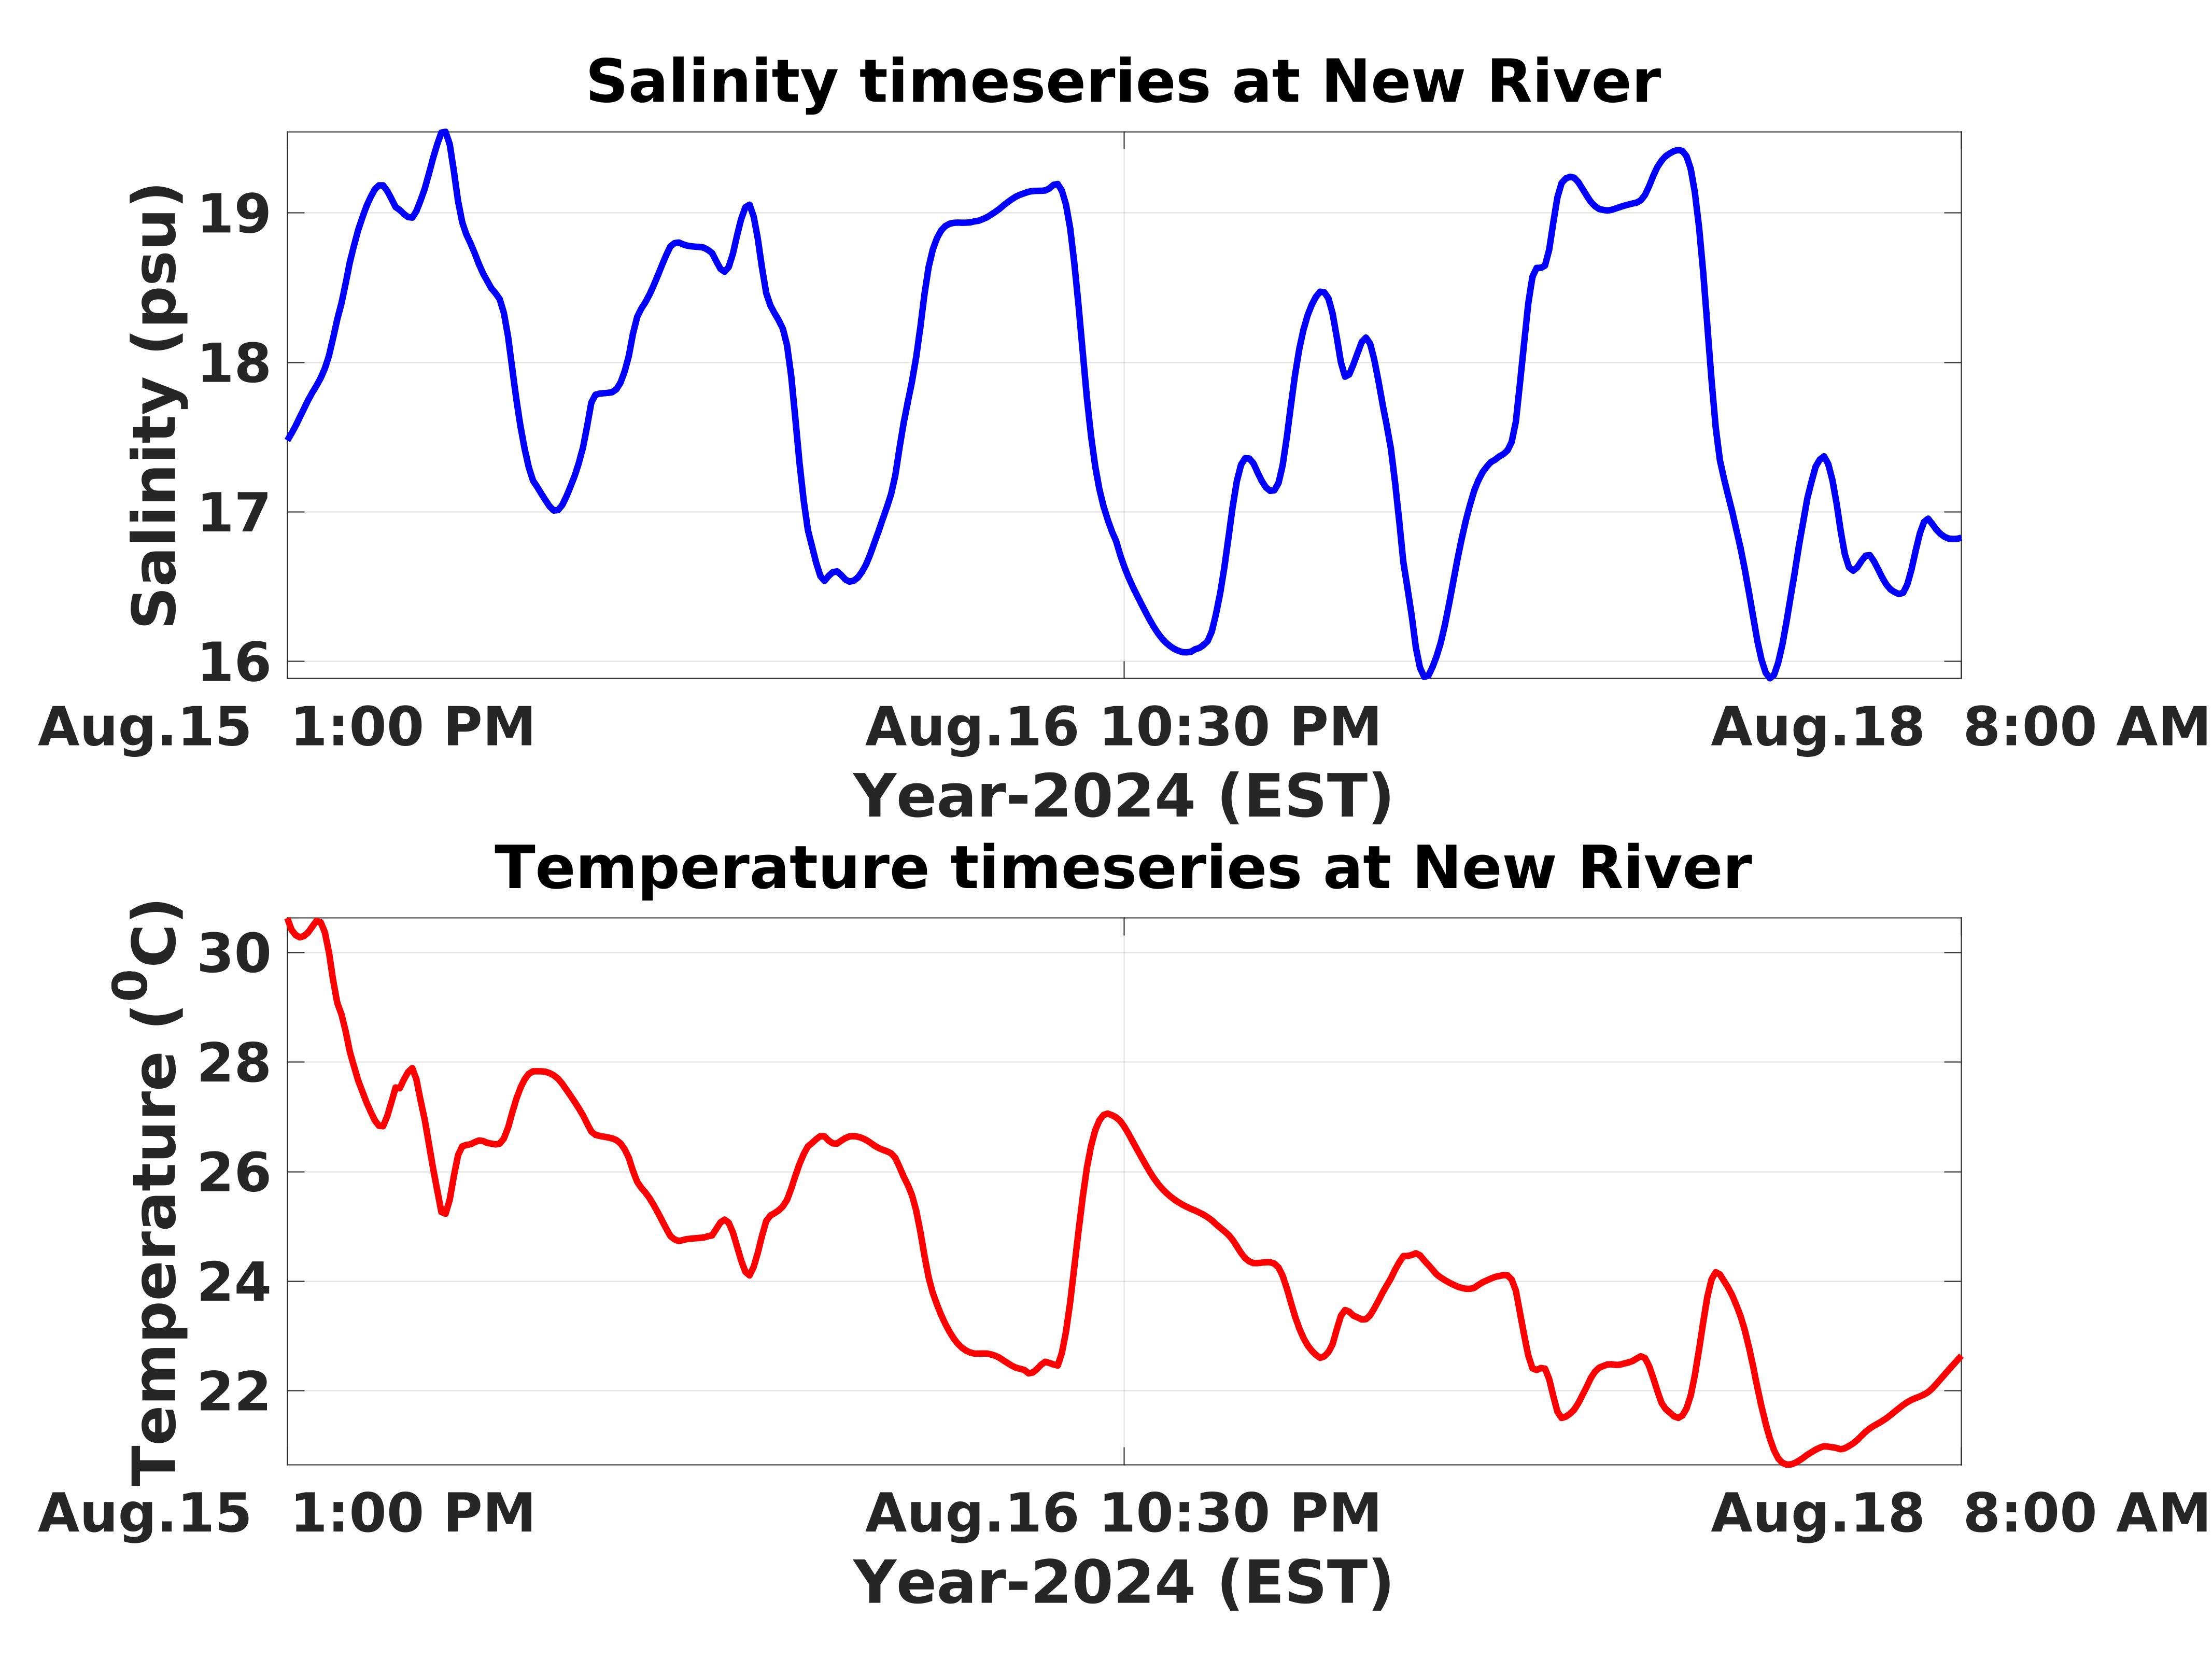 Salinity timeseries at New River
Salinity (psu)
19
18
17
16
Aug.15  1:00 PM
Aug.16 10:30 PM
Aug.18  8:00 AM
Year-2024 (EST)
Temperature timeseries at New River
Temperature (⁰C)
30
28
26
24
22
Aug.15  1:00 PM
Aug.16 10:30 PM
Aug.18  8:00 AM
Year-2024 (EST)